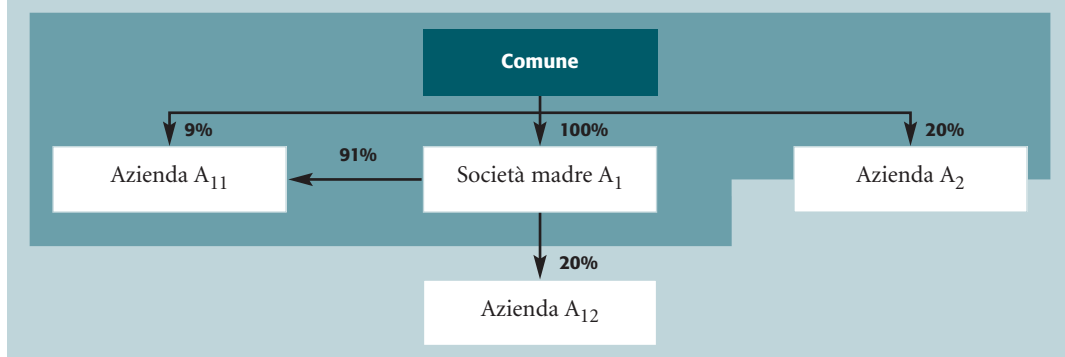 Comune
9%
100%
20%
91%
Azienda A₁₁
Società madre A₁
Azienda A₂
20%
Azienda A₁₂